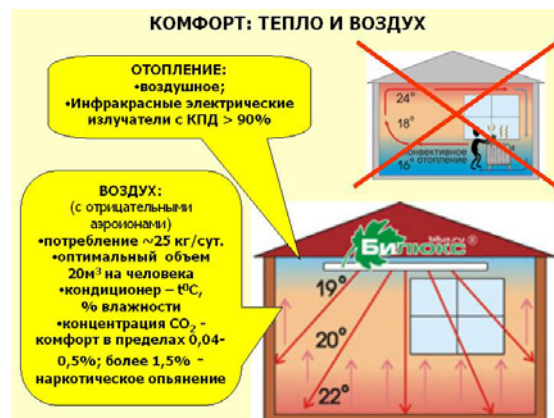 КОМФОРТ: ТЕПЛО И ВОЗДУХ
ОТОПЛЕНИЕ:
•воздушное;
•Инфракрасные электрические
излучатели с КПД > 90%
24°
18°
конвективное
отопление
16°
ВОЗДУХ:
(с отрицательными
аэроионами)
•потребление ~25 кг/сут.
•оптимальный объем
20м³ на человека
•кондиционер – t⁰C,
% влажности
•концентрация CO₂ -
комфорт в пределах 0,04-
0,5%; более 1,5% -
наркотическое опьянение
bilux.ru
Билюкс®
19°
20°
22°